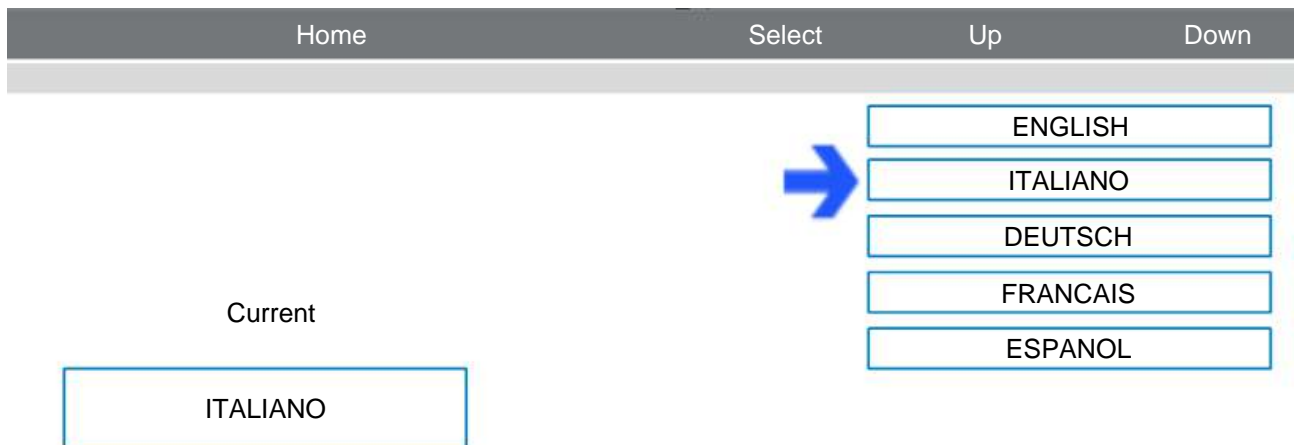 Home Select Up Down
ENGLISH
ITALIANO
DEUTSCH
FRANCAIS
ESPANOL
Current
ITALIANO